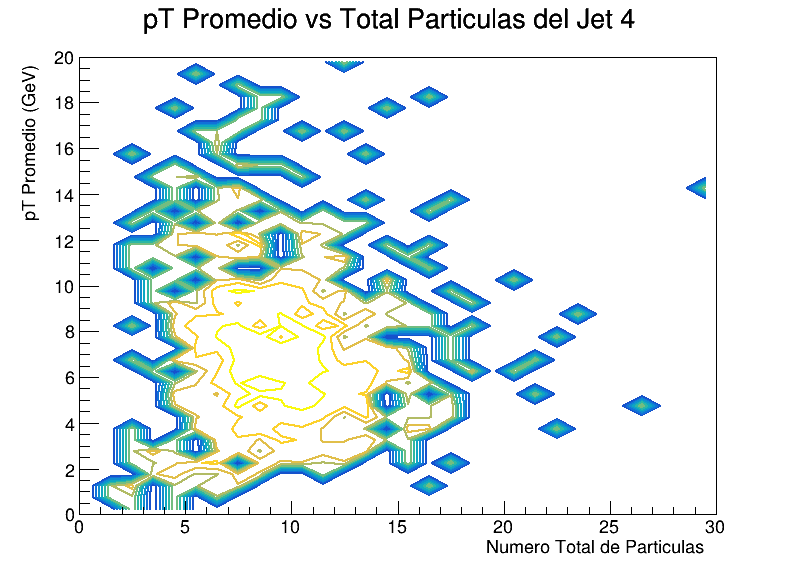 pT Promedio vs Total Particulas del Jet 4
pT Promedio (GeV)
20
18
16
14
12
10
8
6
4
2
0
0 5 10 15 20 25 30
Numero Total de Particulas